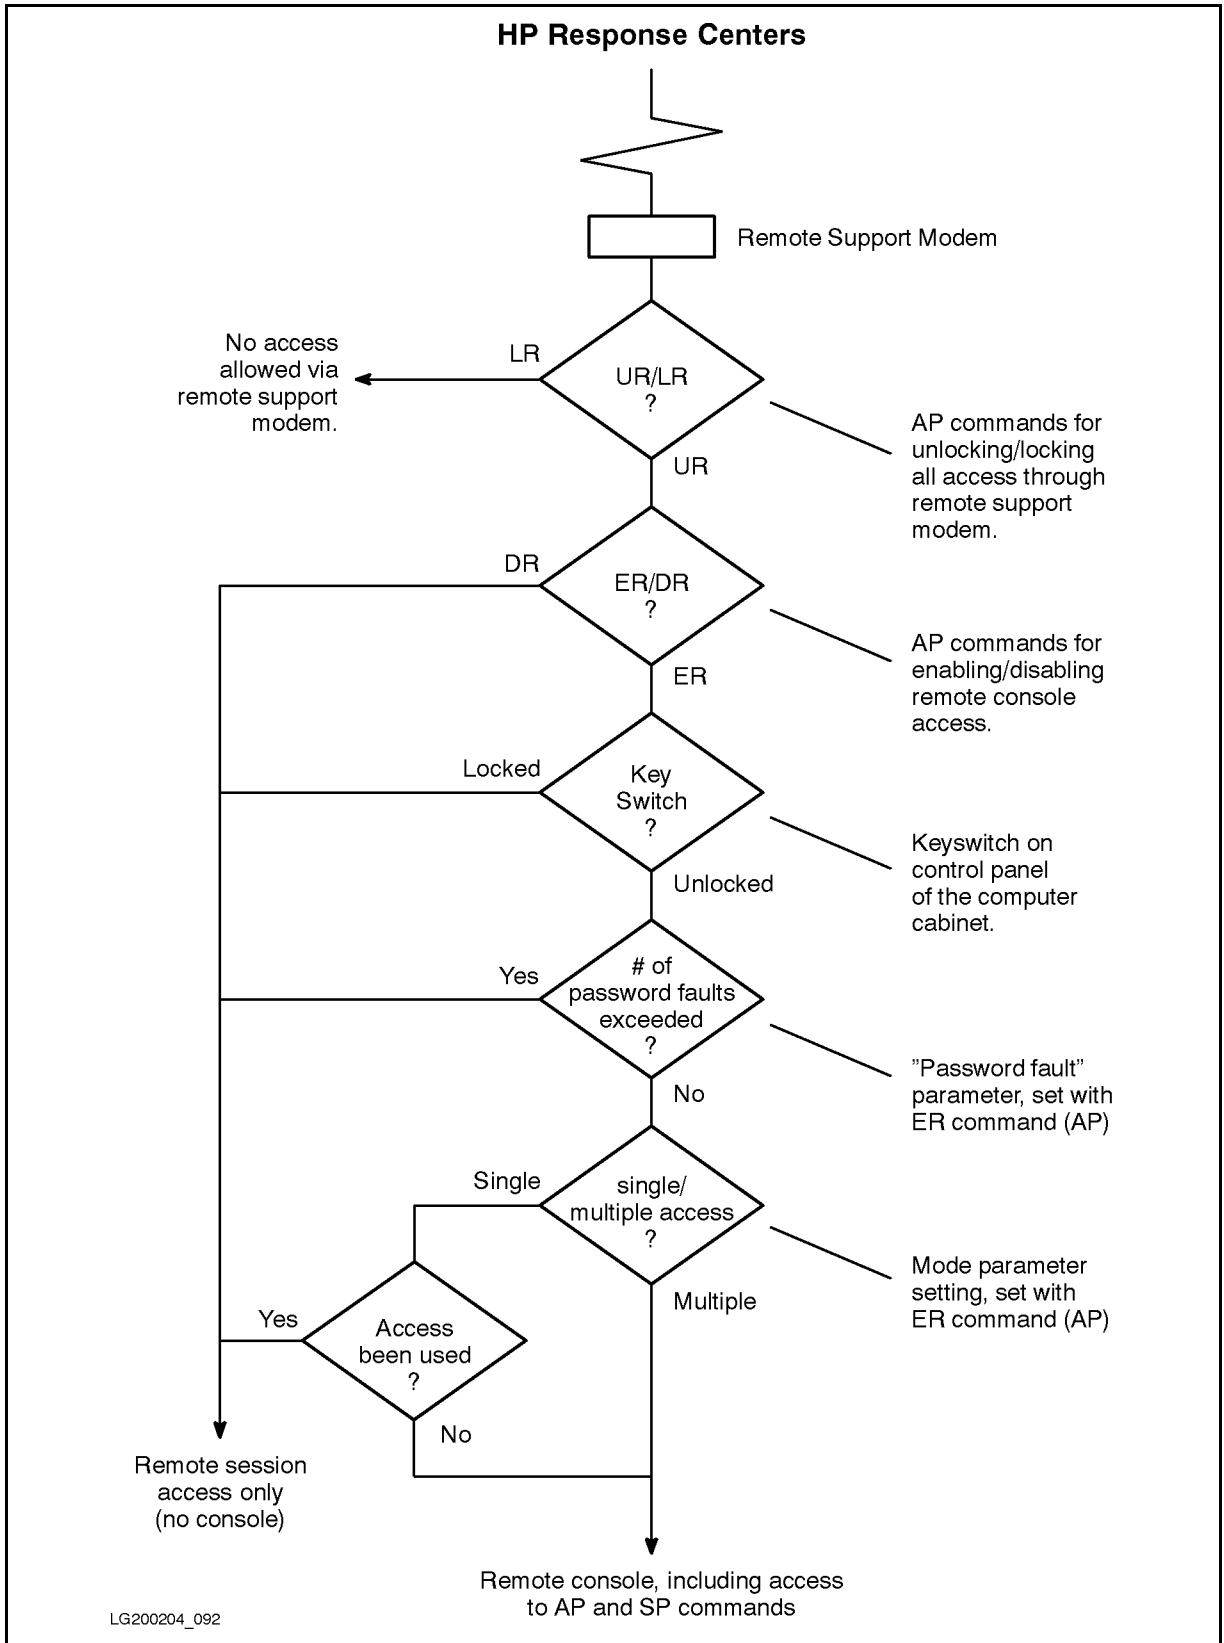 HP Response Centers
Remote Support Modem
No access
allowed via
remote support
modem.
LR
UR/LR
?
UR
AP commands for
unlocking/locking
all access through
remote support
modem.
DR
ER/DR
?
ER
AP commands for
enabling/disabling
remote console
access.
Locked
Key
Switch
?
Unlocked
Keyswitch on
control panel
of the computer
cabinet.
Yes
# of
password faults
exceeded
?
No
”Password fault”
parameter, set with
ER command (AP)
Single
single/
multiple access
?
Multiple
Mode parameter
setting, set with
ER command (AP)
Yes
Access
been used
?
No
Remote session
access only
(no console)
Remote console, including access
to AP and SP commands
LG200204_092